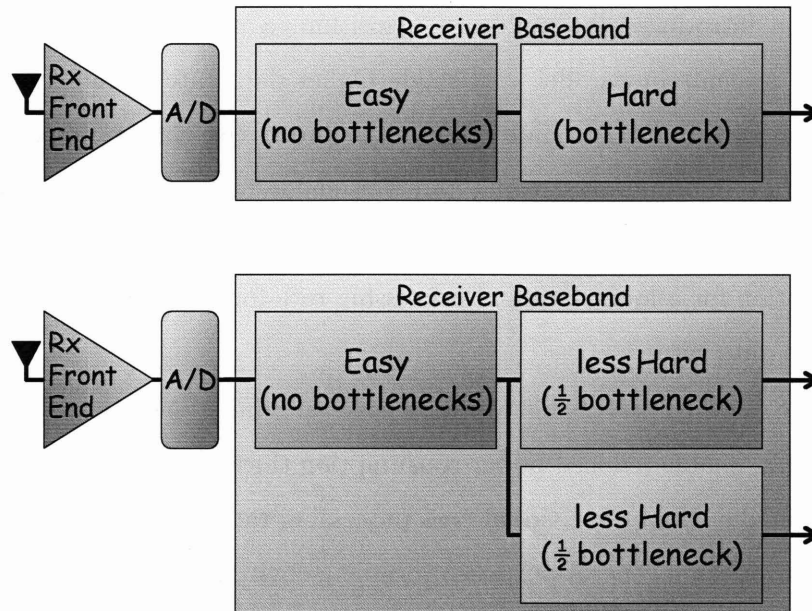 Receiver Baseband
Rx
Front
End
A/D
Easy
(no bottlenecks)
Hard
(bottleneck)
Receiver Baseband
Rx
Front
End
A/D
Easy
(no bottlenecks)
less Hard
(½ bottleneck)
less Hard
(½ bottleneck)